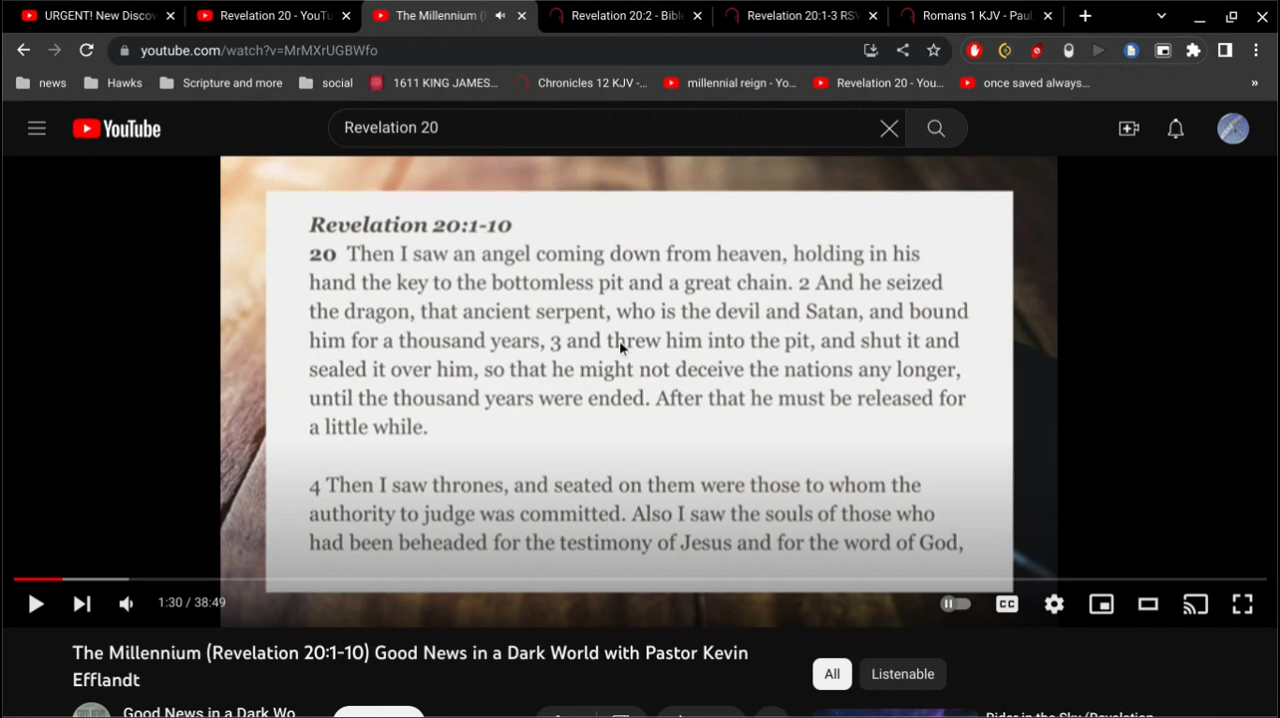 URGENT! New Discov
Revelation 20 - YouTu
The Millennium (
Revelation 20:2 - Bibl
Revelation 20:1-3 RSV
Romans 1 KJV - Paul,
youtube.com/watch?v=MrMXrUGBWfo
news
Hawks
Scripture and more
social
1611 KING JAMES...
Chronicles 12 KJV -...
millennial reign - Yo...
Revelation 20 - You...
once saved always...
»
YouTube
Revelation 20
Revelation 20:1-10
20 Then I saw an angel coming down from heaven, holding in his
hand the key to the bottomless pit and a great chain. 2 And he seized
the dragon, that ancient serpent, who is the devil and Satan, and bound
him for a thousand years, 3 and threw him into the pit, and shut it and
sealed it over him, so that he might not deceive the nations any longer,
until the thousand years were ended. After that he must be released for
a little while.
4 Then I saw thrones, and seated on them were those to whom the
authority to judge was committed. Also I saw the souls of those who
had been beheaded for the testimony of Jesus and for the word of God,
1:30 / 38:49
CC
The Millennium (Revelation 20:1-10) Good News in a Dark World with Pastor Kevin
Efflandt
All
Listenable
Good News in a Dark Wo
Rider in the Sky (Revelation